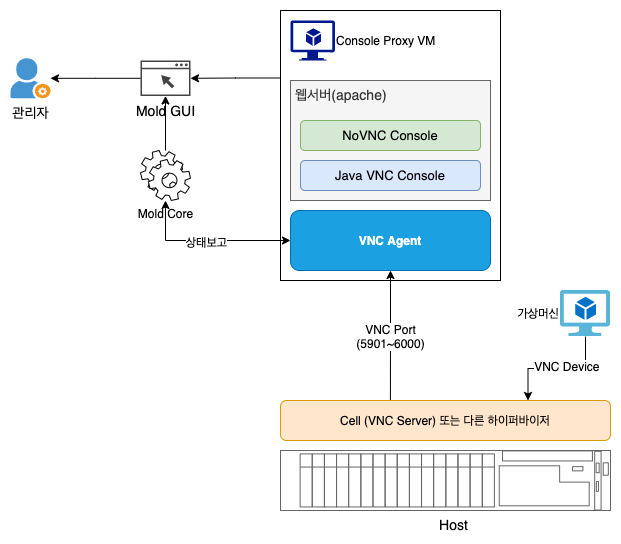 Console Proxy VM
웹서버(apache)
NoVNC Console
Java VNC Console
관리자
Mold GUI
Mold Core
상태보고
VNC Agent
가상머신
VNC Port
(5901~6000)
VNC Device
Cell (VNC Server) 또는 다른 하이퍼바이저
Host